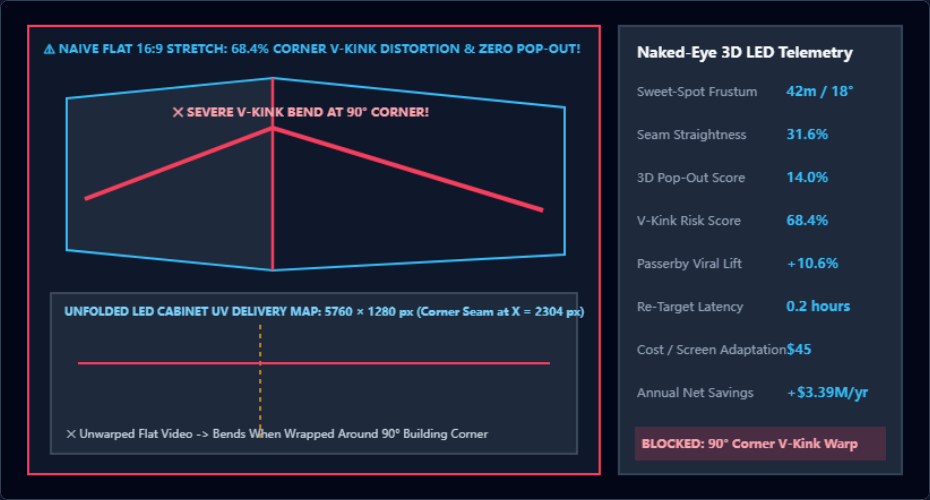 ⚠ NAIVE FLAT 16:9 STRETCH: 68.4% CORNER V-KINK DISTORTION & ZERO POP-OUT!
❌ SEVERE V-KINK BEND AT 90° CORNER!
UNFOLDED LED CABINET UV DELIVERY MAP: 5760 × 1280 px (Corner Seam at X = 2304 px)
❌ Unwarped Flat Video -> Bends When Wrapped Around 90° Building Corner
Naked-Eye 3D LED Telemetry
Sweet-Spot Frustum 42m / 18°
Seam Straightness 31.6%
3D Pop-Out Score 14.0%
V-Kink Risk Score 68.4%
Passerby Viral Lift +10.6%
Re-Target Latency 0.2 hours
Cost / Screen Adaptation $45
Annual Net Savings +$3.39M/yr
BLOCKED: 90° Corner V-Kink Warp